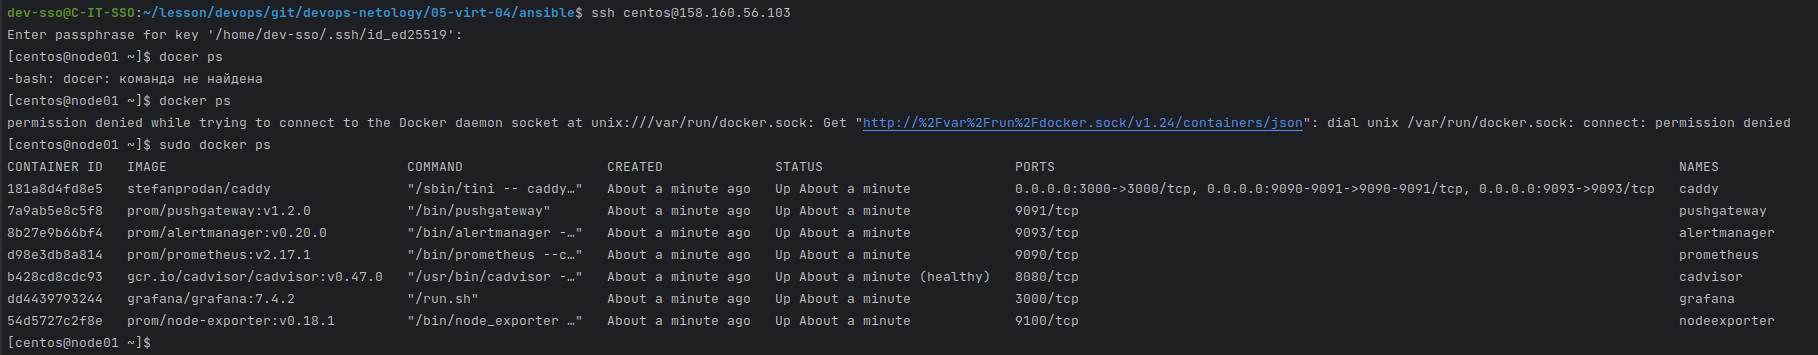 dev-sso@C-IT-SSO:~/lesson/devops/git/devops-netology/05-virt-04/ansible$ ssh centos@158.160.56.103
Enter passphrase for key '/home/dev-sso/.ssh/id_ed25519':
[centos@node01 ~]$ docer ps
-bash: docer: команда не найдена
[centos@node01 ~]$ docker ps
permission denied while trying to connect to the Docker daemon socket at unix:///var/run/docker.sock: Get "http://%2Fvar%2Frun%2Fdocker.sock/v1.24/containers/json": dial unix /var/run/docker.sock: connect: permission denied
[centos@node01 ~]$ sudo docker ps
CONTAINER ID   IMAGE                              COMMAND                  CREATED              STATUS                        PORTS                                                                              NAMES
181a8d4fd8e5   stefanprodan/caddy                 "/sbin/tini -- caddy…"   About a minute ago   Up About a minute             0.0.0.0:3000->3000/tcp, 0.0.0.0:9090-9091->9090-9091/tcp, 0.0.0.0:9093->9093/tcp   caddy
7a9ab5e8c5f8   prom/pushgateway:v1.2.0            "/bin/pushgateway"       About a minute ago   Up About a minute             9091/tcp                                                                           pushgateway
8b27e9b66bf4   prom/alertmanager:v0.20.0          "/bin/alertmanager -…"   About a minute ago   Up About a minute             9093/tcp                                                                           alertmanager
d98e3db8a814   prom/prometheus:v2.17.1            "/bin/prometheus --c…"   About a minute ago   Up About a minute             9090/tcp                                                                           prometheus
b428cd8cdc93   gcr.io/cadvisor/cadvisor:v0.47.0   "/usr/bin/cadvisor -…"   About a minute ago   Up About a minute (healthy)   8080/tcp                                                                           cadvisor
dd4439793244   grafana/grafana:7.4.2              "/run.sh"                About a minute ago   Up About a minute             3000/tcp                                                                           grafana
54d5727c2f8e   prom/node-exporter:v0.18.1         "/bin/node_exporter …"   About a minute ago   Up About a minute             9100/tcp                                                                           nodeexporter
[centos@node01 ~]$